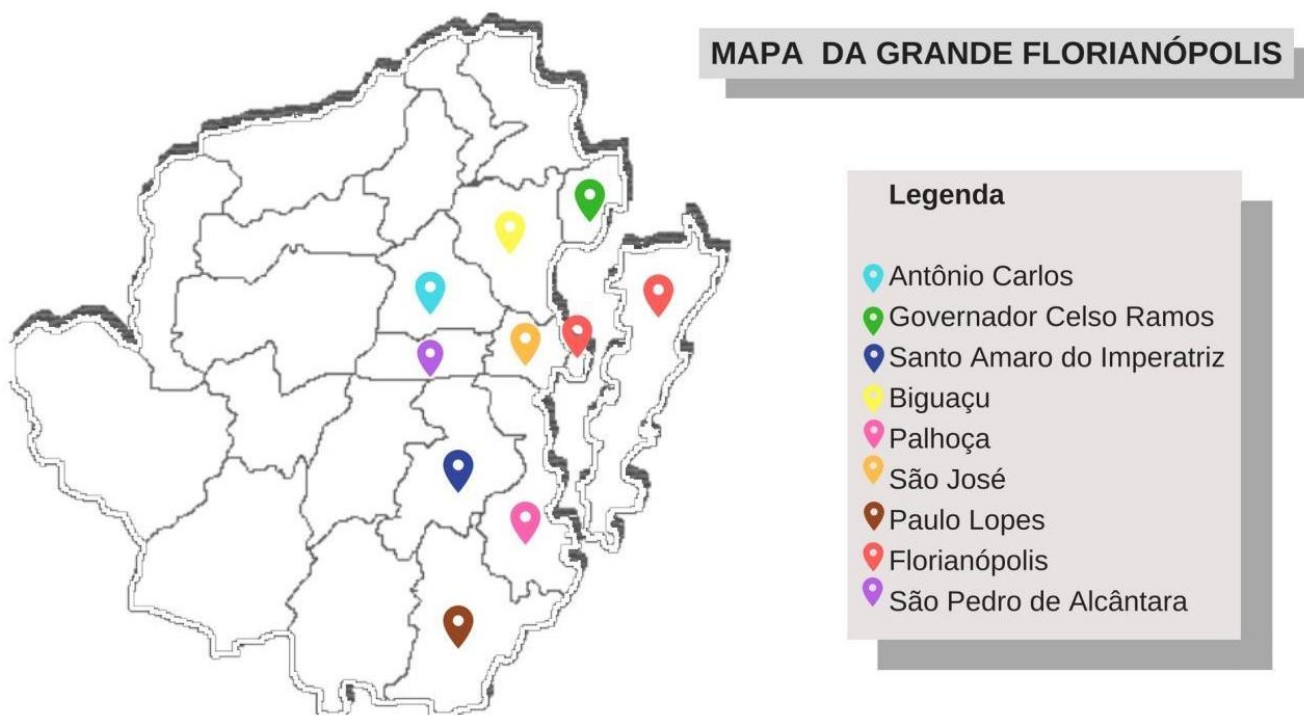 MAPA DA GRANDE FLORIANÓPOLIS
Legenda
Antônio Carlos
Governador Celso Ramos
Santo Amaro do Imperatriz
Biguaçu
Palhoça
São José
Paulo Lopes
Florianópolis
São Pedro de Alcântara